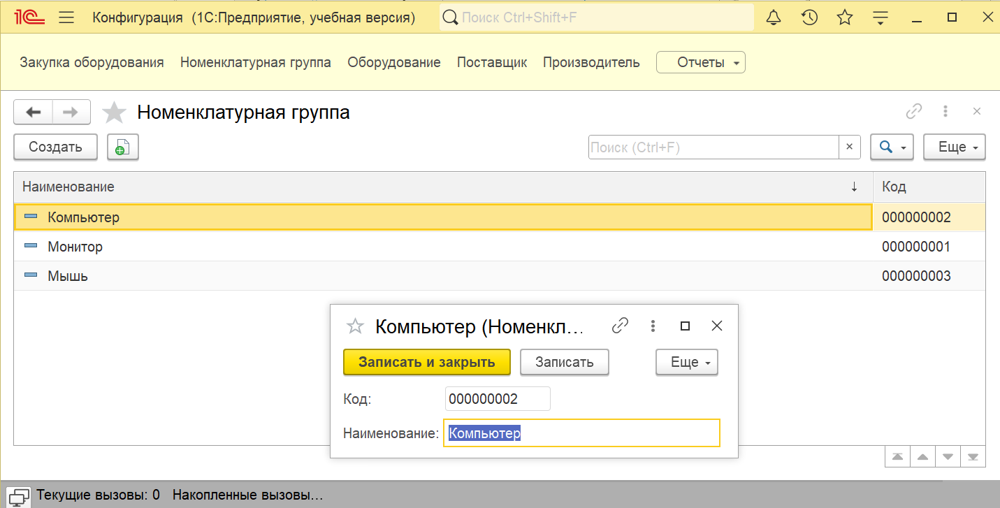 1С Конфигурация (1С:Предприятие, учебная версия) Поиск Ctrl+Shift+F
Закупка оборудования Номенклатурная группа Оборудование Поставщик Производитель Отчеты
Номенклатурная группа
Создать Поиск (Ctrl+F) × Еще
Наименование ↓ Код
Компьютер 000000002
Монитор 000000001
Мышь 000000003
Компьютер (Номенкл...
Записать и закрыть Записать Еще
Код: 000000002
Наименование: Компьютер
Текущие вызовы: 0 Накопленные вызовы...